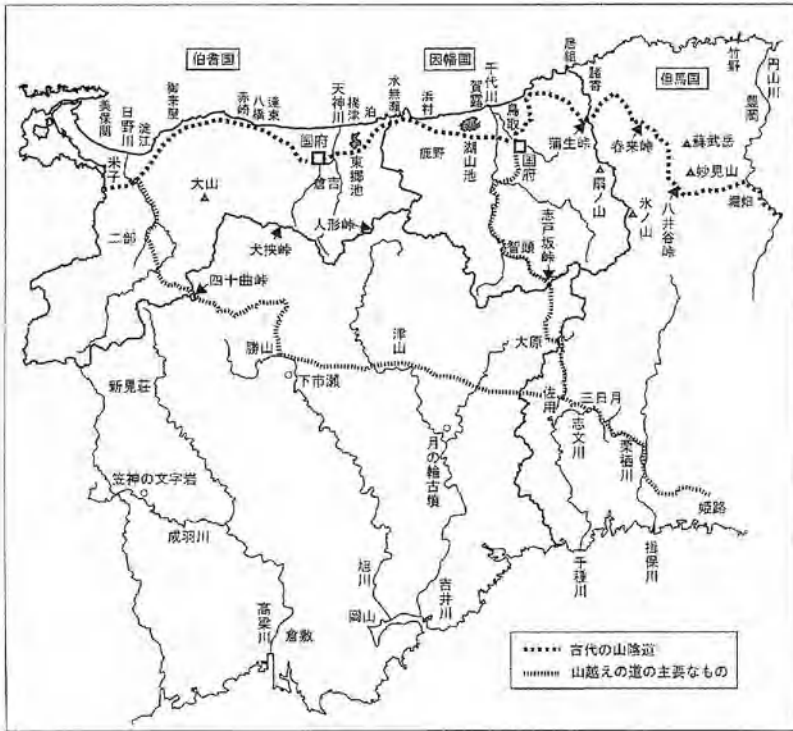 伯耆国
因幡国
但馬国
美保関
日野川
淀江
御来屋
赤崎
八橋
逢束
天神川
橋津
泊
水無瀬
浜村
賀露
千代川
鳥取
居組
諸寄
竹野
円山川
豊岡
米子
国府
倉吉
東郷池
鹿野
湖山池
国府
蒲生峠
春来峠
蘇武岳
妙見山
大山
扇ノ山
氷ノ山
八井谷峠
二部
人形峠
犬挟峠
智頭
志戸坂峠
四十曲峠
勝山
津山
大原
新見荘
下市瀬
佐用
三日月
志文川
栗栖川
月の輪古墳
笠神の文字岩
姫路
成羽川
旭川
吉井川
千種川
揖保川
岡山
高梁川
倉敷
古代の山陰道
山越えの道の主要なもの